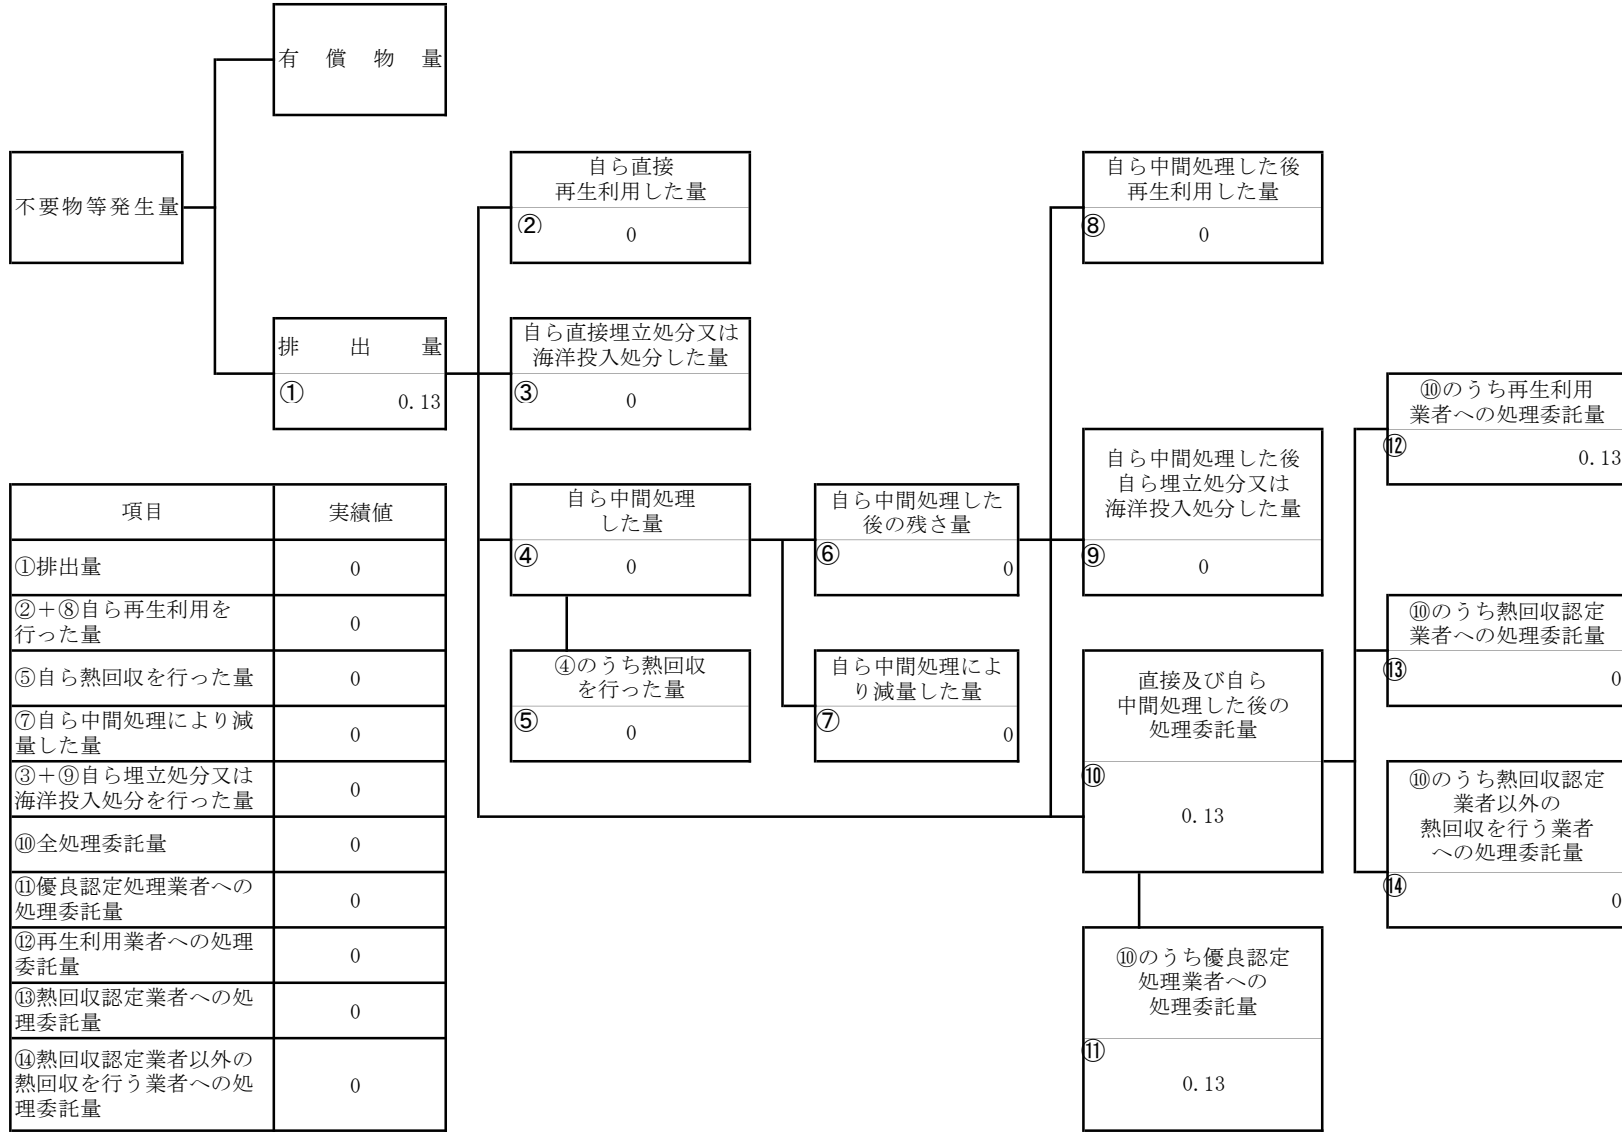 有償物量
不要物等発生量
排出量
①
0.13
自ら直接
再生利用した量
②
0
自ら直接埋立処分又は
海洋投入処分した量
③
0
自ら中間処理
した量
④
0
④のうち熱回収
を行った量
⑤
0
自ら中間処理した
後の残さ量
⑥
0
自ら中間処理によ
り減量した量
⑦
0
自ら中間処理した後
再生利用した量
⑧
0
自ら中間処理した後
自ら埋立処分又は
海洋投入処分した量
⑨
0
直接及び自ら
中間処理した後の
処理委託量
⑩
0.13
⑩のうち優良認定
処理業者への
処理委託量
⑪
0.13
⑩のうち再生利用
業者への処理委託量
⑫
0.13
⑩のうち熱回収認定
業者への処理委託量
⑬
0
⑩のうち熱回収認定
業者以外の
熱回収を行う業者
への処理委託量
⑭
0
項目 実績値
①排出量 0
②+⑧自ら再生利用を
行った量 0
⑤自ら熱回収を行った量 0
⑦自ら中間処理により減
量した量 0
③+⑨自ら埋立処分又は
海洋投入処分を行った量 0
⑩全処理委託量 0
⑪優良認定処理業者への
処理委託量 0
⑫再生利用業者への処理
委託量 0
⑬熱回収認定業者への処
理委託量 0
⑭熱回収認定業者以外の
熱回収を行う業者への処
理委託量 0